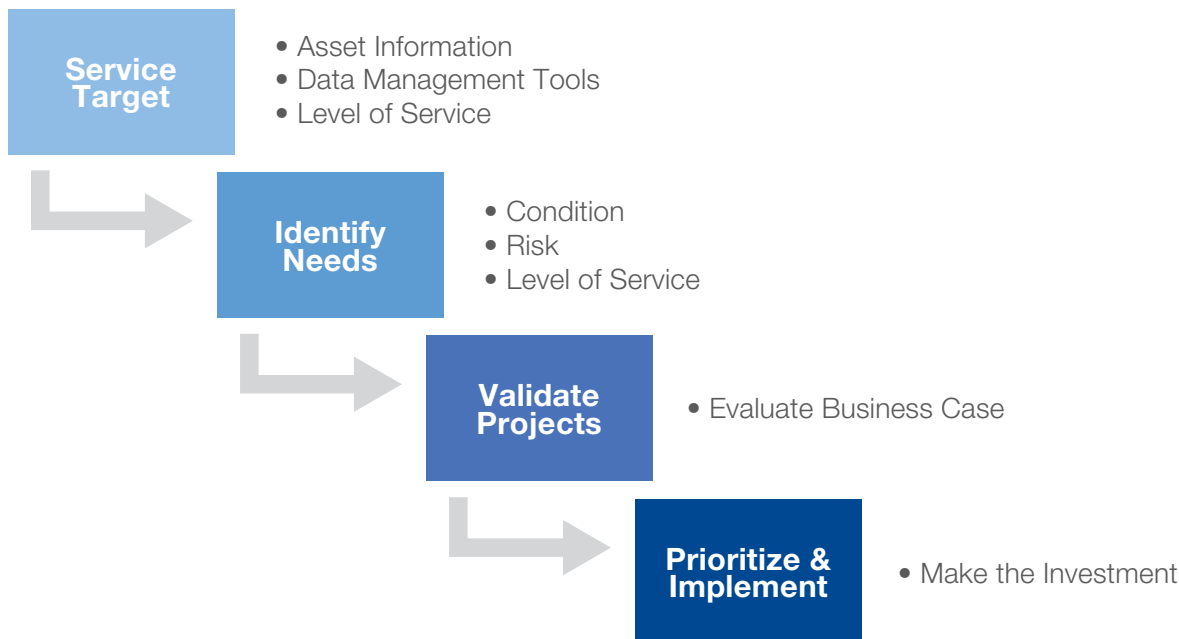 Service
Target
• Asset Information
• Data Management Tools
• Level of Service
Identify
Needs
• Condition
• Risk
• Level of Service
Validate
Projects
• Evaluate Business Case
Prioritize &
Implement
• Make the Investment